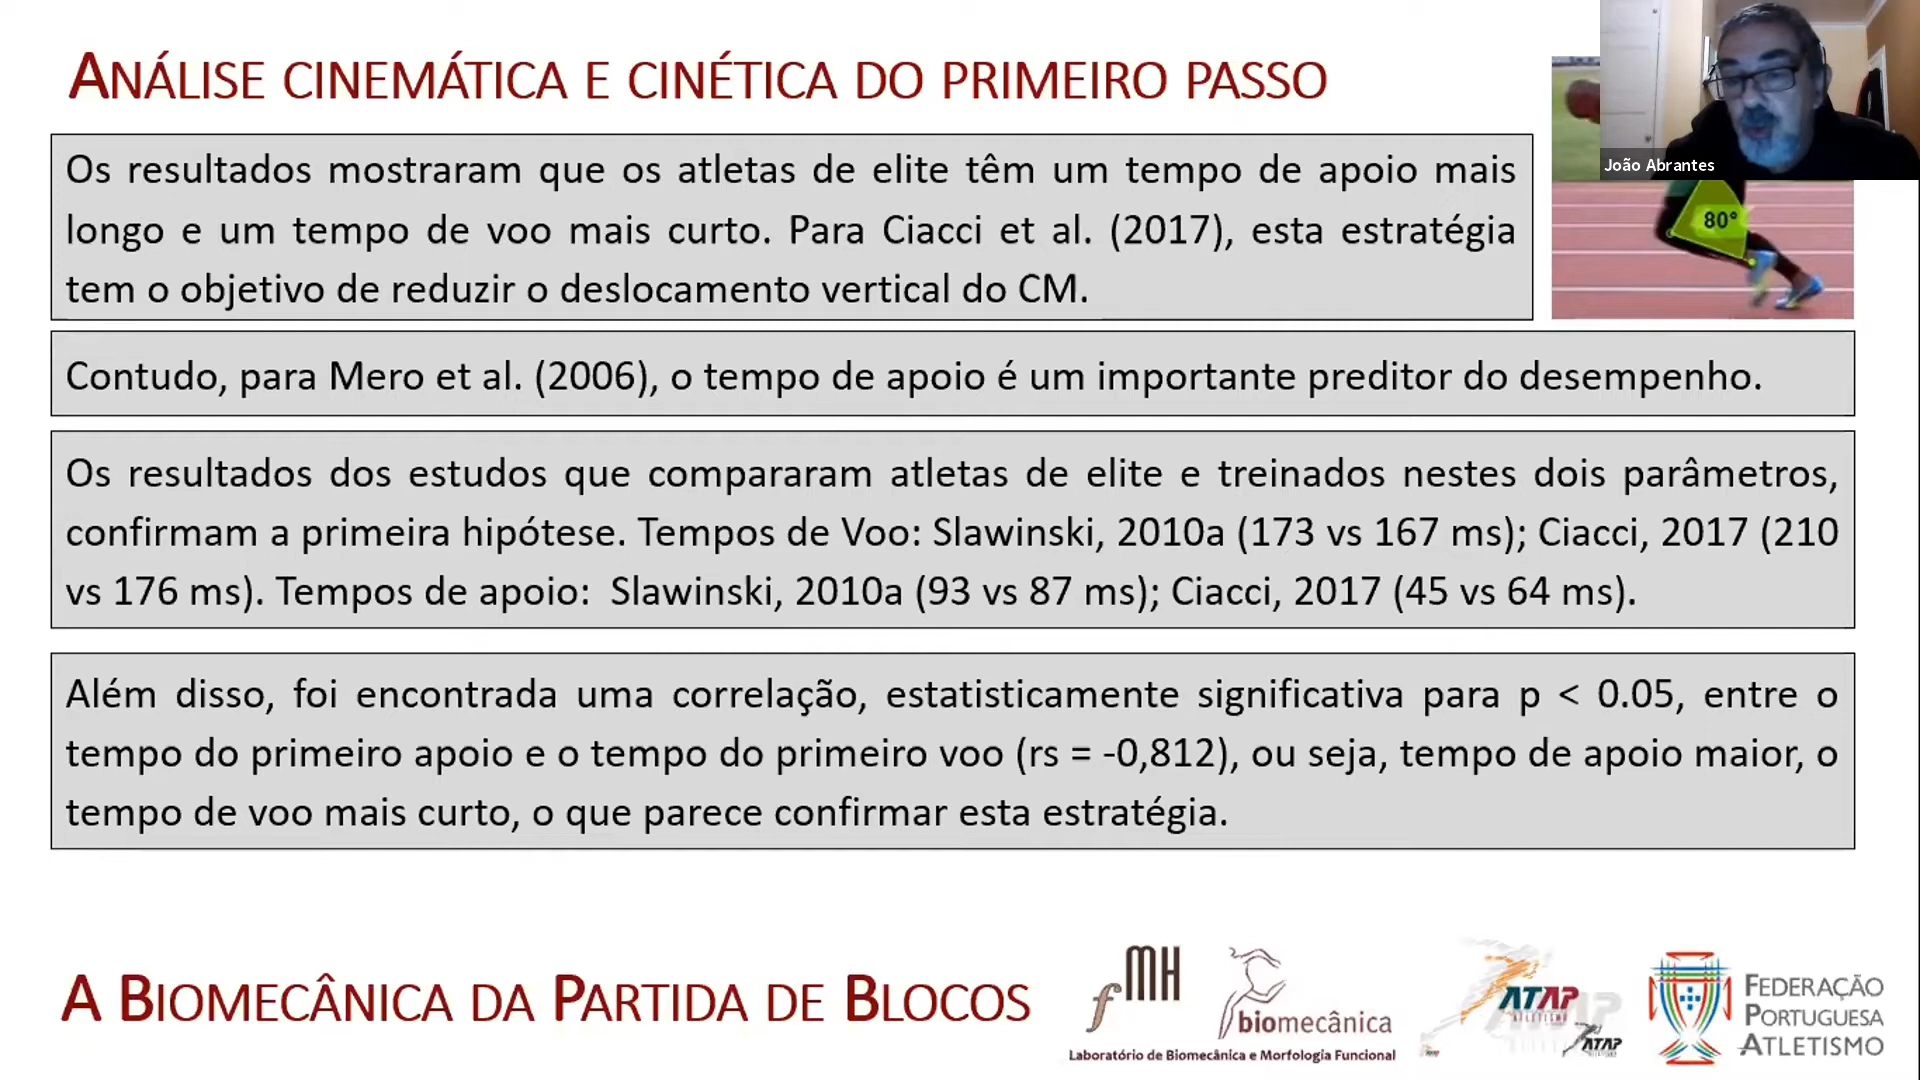 ANÁLISE CINEMÁTICA E CINÉTICA DO PRIMEIRO PASSO
João Abrantes
80°
Os resultados mostraram que os atletas de elite têm um tempo de apoio mais
longo e um tempo de voo mais curto. Para Ciacci et al. (2017), esta estratégia
tem o objetivo de reduzir o deslocamento vertical do CM.
Contudo, para Mero et al. (2006), o tempo de apoio é um importante preditor do desempenho.
Os resultados dos estudos que compararam atletas de elite e treinados nestes dois parâmetros,
confirmam a primeira hipótese. Tempos de Voo: Slawinski, 2010a (173 vs 167 ms); Ciacci, 2017 (210
vs 176 ms). Tempos de apoio: Slawinski, 2010a (93 vs 87 ms); Ciacci, 2017 (45 vs 64 ms).
Além disso, foi encontrada uma correlação, estatisticamente significativa para p < 0.05, entre o
tempo do primeiro apoio e o tempo do primeiro voo (rs = -0,812), ou seja, tempo de apoio maior, o
tempo de voo mais curto, o que parece confirmar esta estratégia.
A BIOMECÂNICA DA PARTIDA DE BLOCOS
fMH
biomecânica
Laboratório de Biomecânica e Morfologia Funcional
ATAP
ATLETISMO
ATAP
FEDERAÇÃO
PORTUGUESA
ATLETISMO